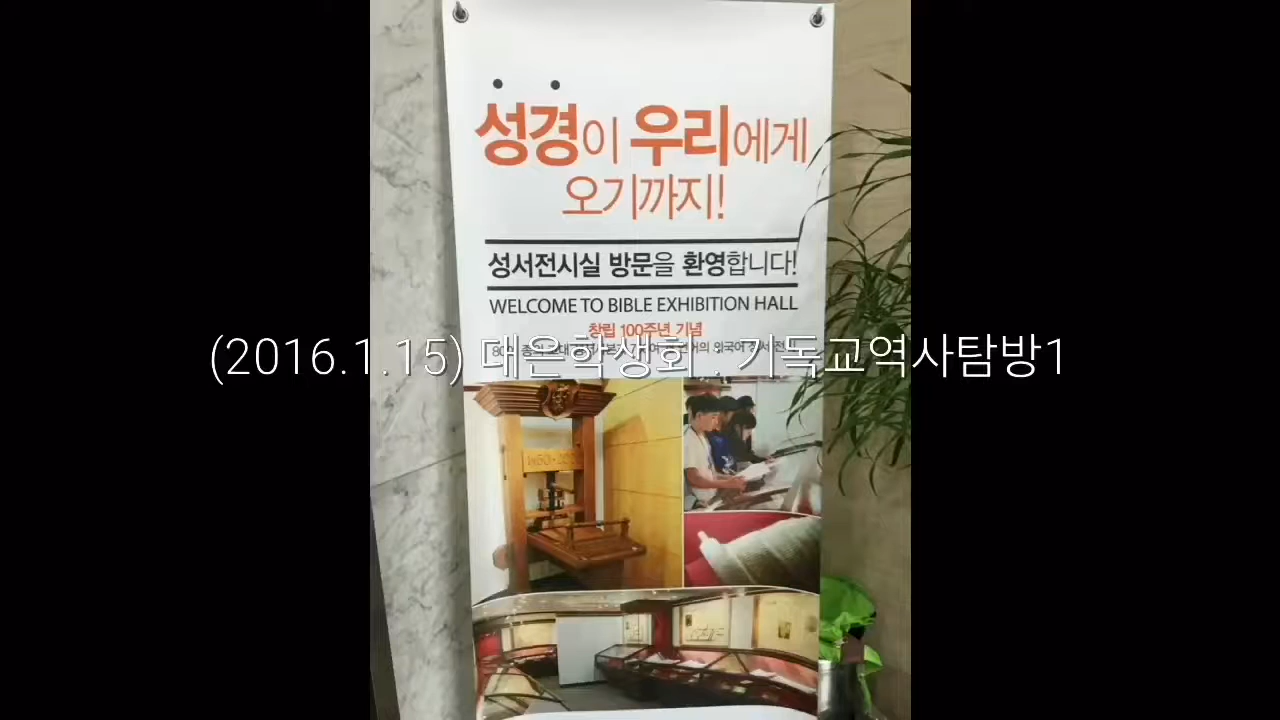 성경이 우리에게
오기까지!
성서전시실 방문을 환영합니다!
WELCOME TO BIBLE EXHIBITION HALL
창립 100주년 기념
(2016.1.15) 대은학생회 : 기독교역사탐방1